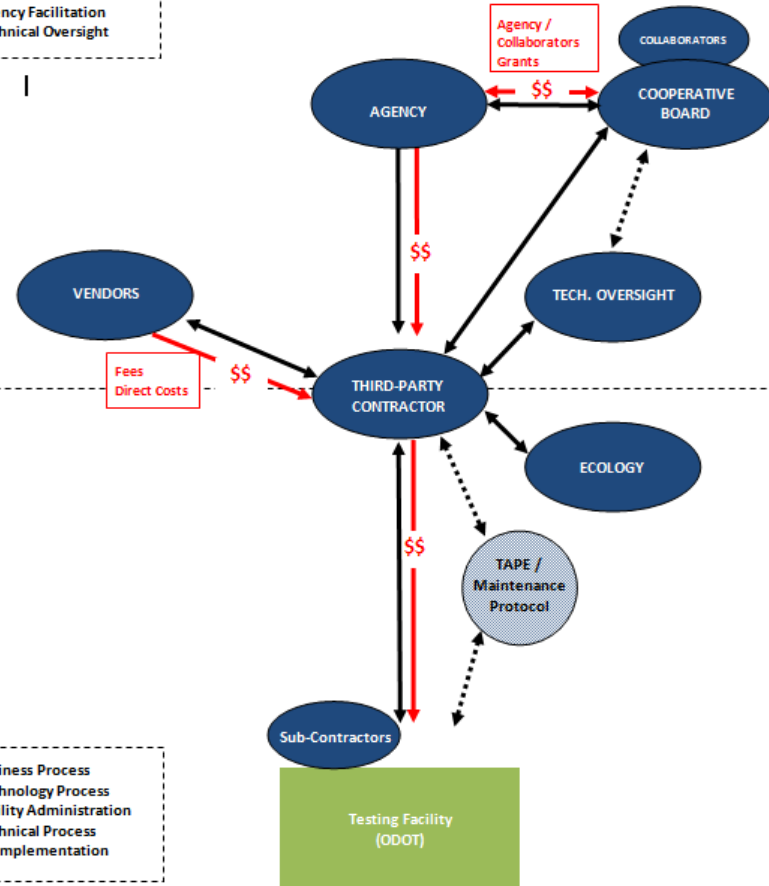 ncy Facilitation
hnical Oversight
Agency /
Collaborators
Grants
COLLABORATORS
$$
AGENCY
COOPERATIVE
BOARD
$$
VENDORS
TECH. OVERSIGHT
Fees
Direct Costs
$$
THIRD-PARTY
CONTRACTOR
ECOLOGY
$$
TAPE /
Maintenance
Protocol
Sub-Contractors
iness Process
hnology Process
ility Administration
hnical Process
mplementation
Testing Facility
(ODOT)